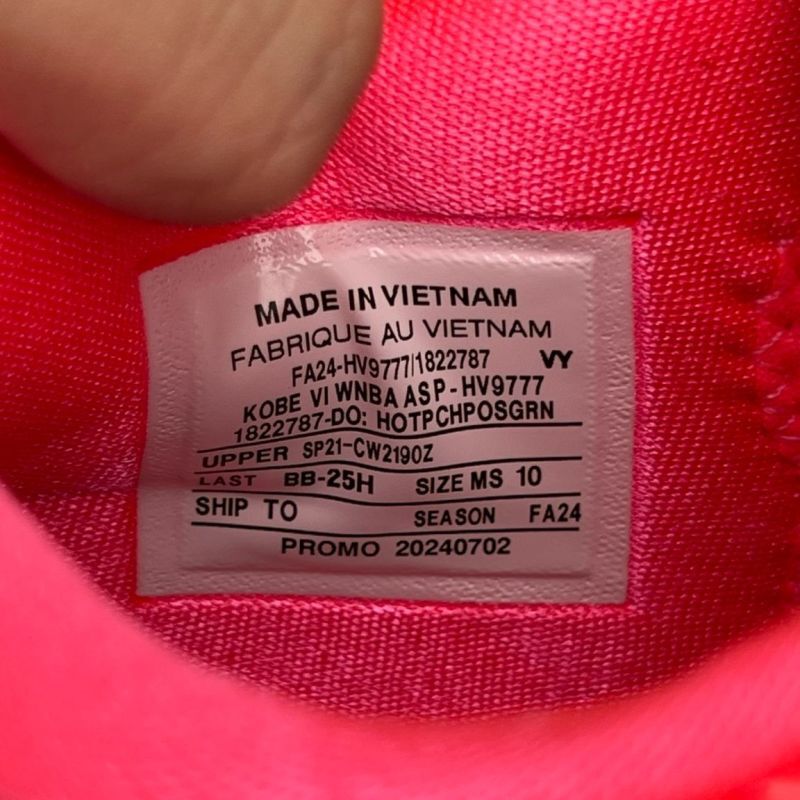 MADE IN VIETNAM
FABRIQUE AU VIETNAM
FA24-HV9777/1822787 VY
KOBE VI WNBA ASP-HV9777
1822787-DO: HOTPCHPOSGRN
UPPER SP21-CW2190Z
LAST BB-25H SIZE MS 10
SHIP TO SEASON FA24
PROMO 20240702